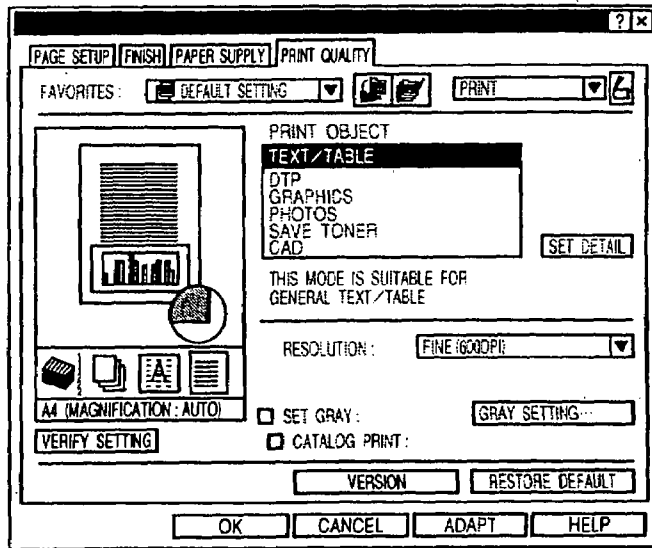 ? ×
PAGE SETUP FINISH PAPER SUPPLY PRINT QUALITY
FAVORITES : DEFAULT SETTING PRINT
PRINT OBJECT
TEXT/TABLE
DTP
GRAPHICS
PHOTOS
SAVE TONER
CAD
SET DETAIL
THIS MODE IS SUITABLE FOR
GENERAL TEXT/TABLE
RESOLUTION : FINE (600DPI)
A
A4 (MAGNIFICATION : AUTO)
SET GRAY : GRAY SETTING...
VERIFY SETTING
CATALOG PRINT :
VERSION RESTORE DEFAULT
OK CANCEL ADAPT HELP